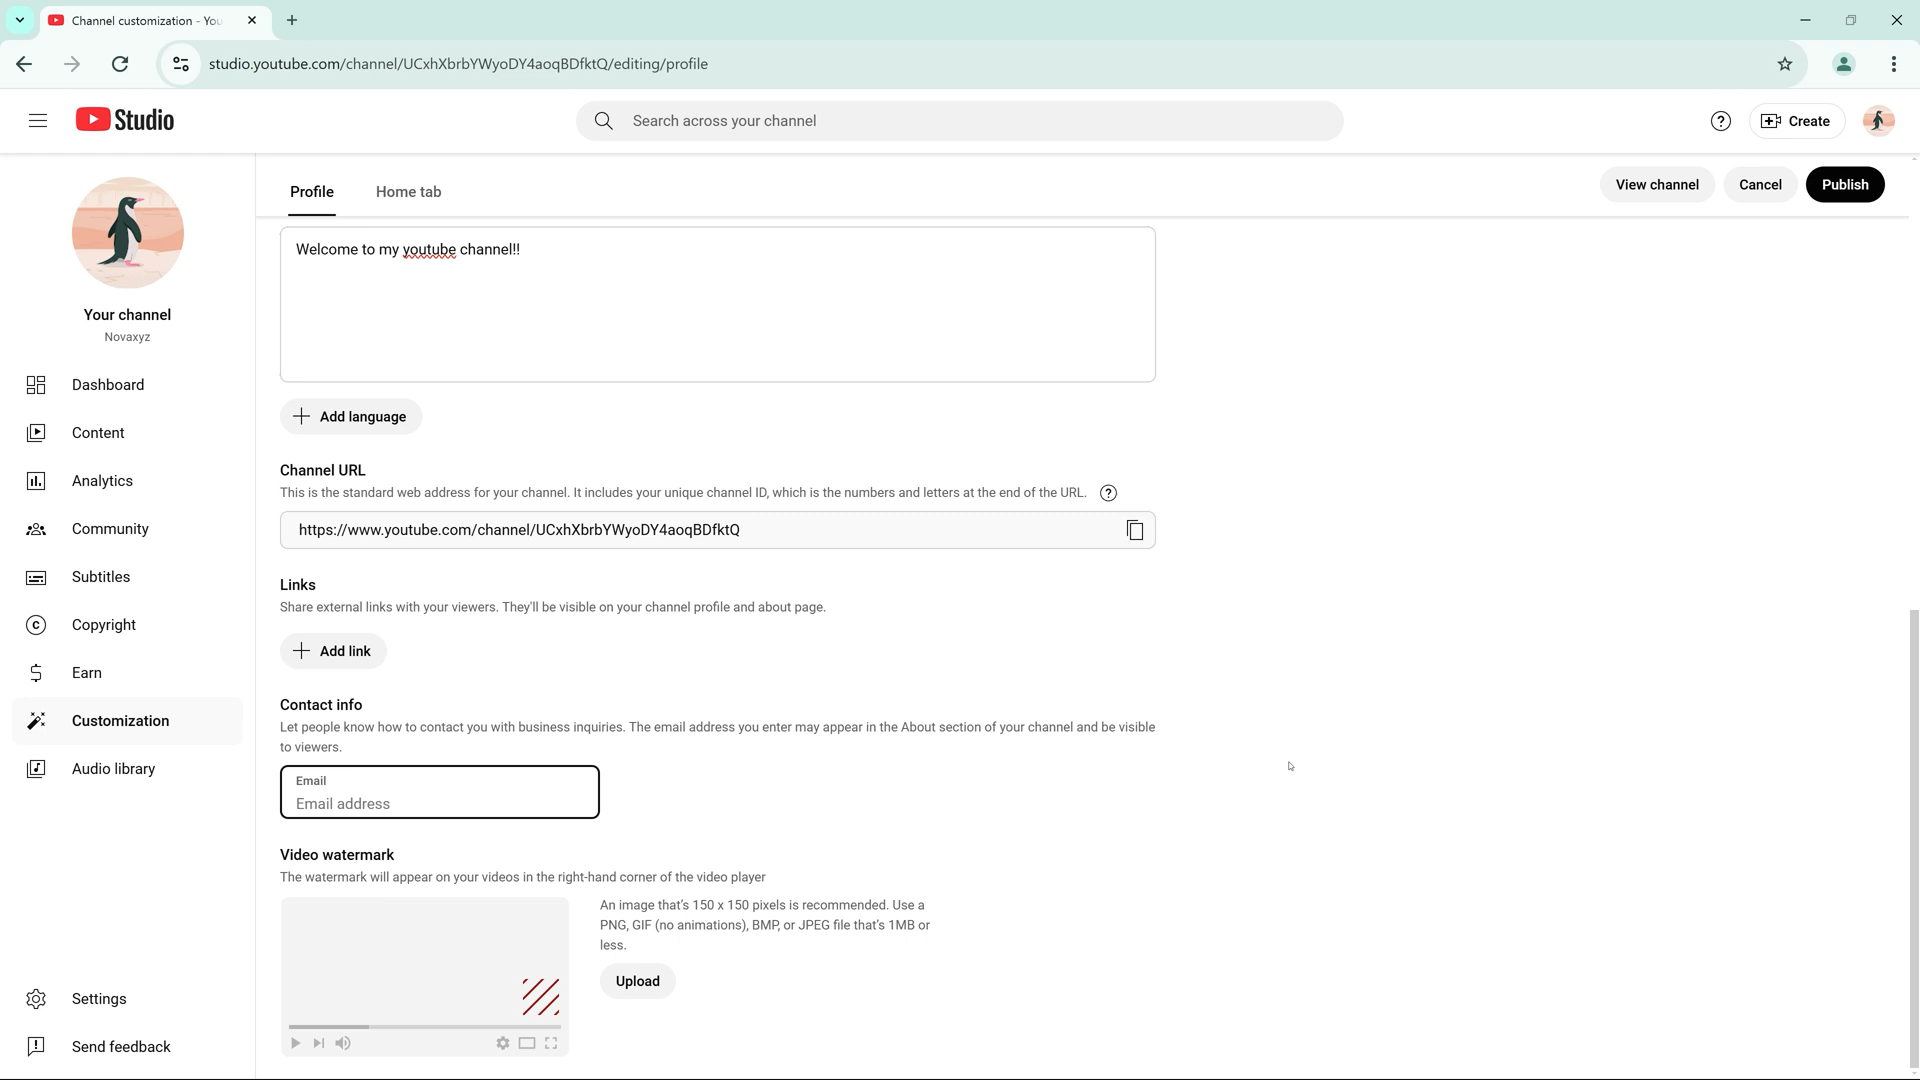 Channel customization - You
studio.youtube.com/channel/UCxhXbrbYWyoDY4aoqBDfktQ/editing/profile
Studio
Search across your channel
Create
Your channel
Novaxyz
Dashboard
Content
Analytics
Community
Subtitles
Copyright
Earn
Customization
Audio library
Settings
Send feedback
Profile
Home tab
View channel
Cancel
Publish
Welcome to my youtube channel!!
Add language
Channel URL
This is the standard web address for your channel. It includes your unique channel ID, which is the numbers and letters at the end of the URL.
https://www.youtube.com/channel/UCxhXbrbYWyoDY4aoqBDfktQ
Links
Share external links with your viewers. They'll be visible on your channel profile and about page.
Add link
Contact info
Let people know how to contact you with business inquiries. The email address you enter may appear in the About section of your channel and be visible
to viewers.
Email
Email address
Video watermark
The watermark will appear on your videos in the right-hand corner of the video player
An image that's 150 x 150 pixels is recommended. Use a
PNG, GIF (no animations), BMP, or JPEG file that's 1MB or
less.
Upload